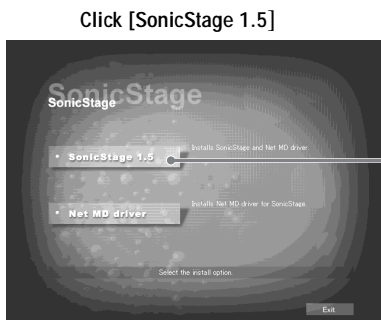 Click [SonicStage 1.5]
SonicStage
SonicStage
SonicStage 1.5
Installs SonicStage and Net MD driver.
Net MD driver
Installs Net MD driver for SonicStage.
Select the install option.
Exit